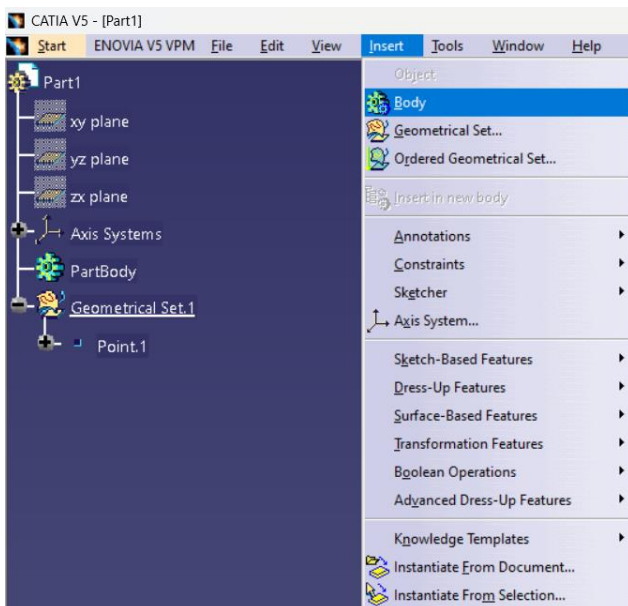 CATIA V5 - [Part1]
Start ENOVIA V5 VPM File Edit View Insert Tools Window Help
Part1
xy plane
yz plane
zx plane
Axis Systems
PartBody
Geometrical Set.1
Point.1
Object
Body
Geometrical Set...
Ordered Geometrical Set...
Insert in new body
Annotations
Constraints
Sketcher
Axis System...
Sketch-Based Features
Dress-Up Features
Surface-Based Features
Transformation Features
Boolean Operations
Advanced Dress-Up Features
Knowledge Templates
Instantiate From Document...
Instantiate From Selection...